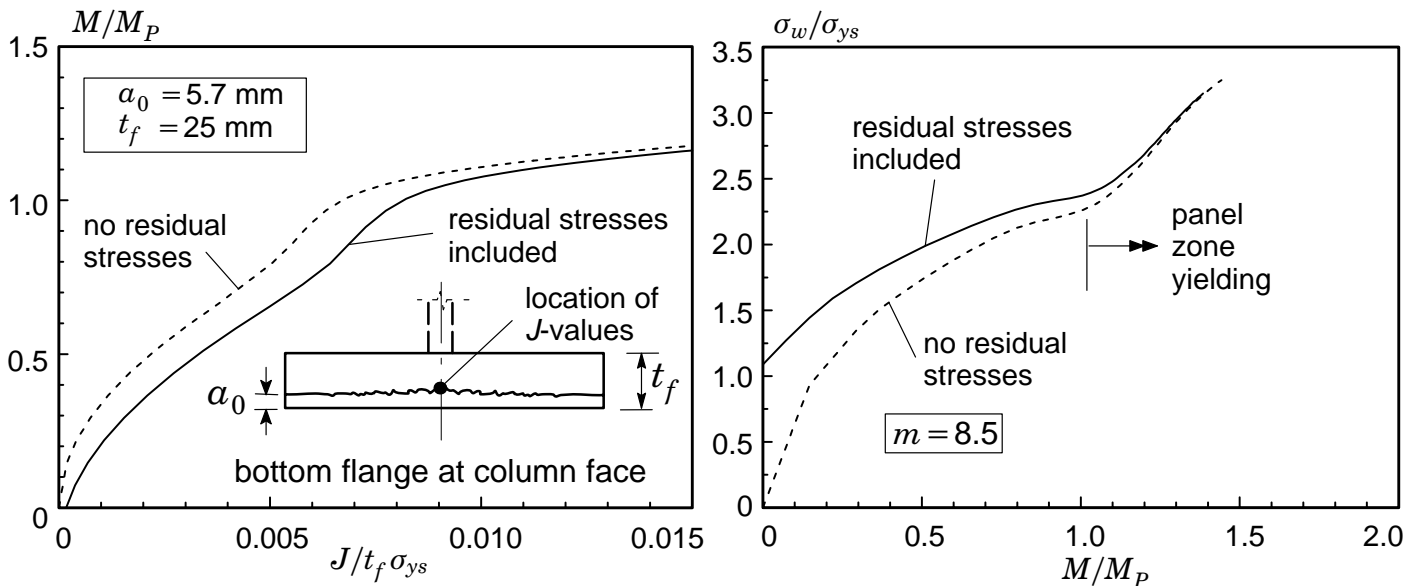 M/M_P
1.5
1.0
0.5
0
a_0 = 5.7 mm
t_f = 25 mm
no residual
stresses
residual stresses
included
location of
J-values
a_0
t_f
bottom flange at column face
0
0.005
0.010
0.015
J/t_f σ_ys
σ_w/σ_ys
3.5
3.0
2.5
2.0
1.5
1.0
0.5
0
residual stresses
included
panel
zone
yielding
no residual
stresses
m = 8.5
0.0
0.5
1.0
1.5
2.0
M/M_P